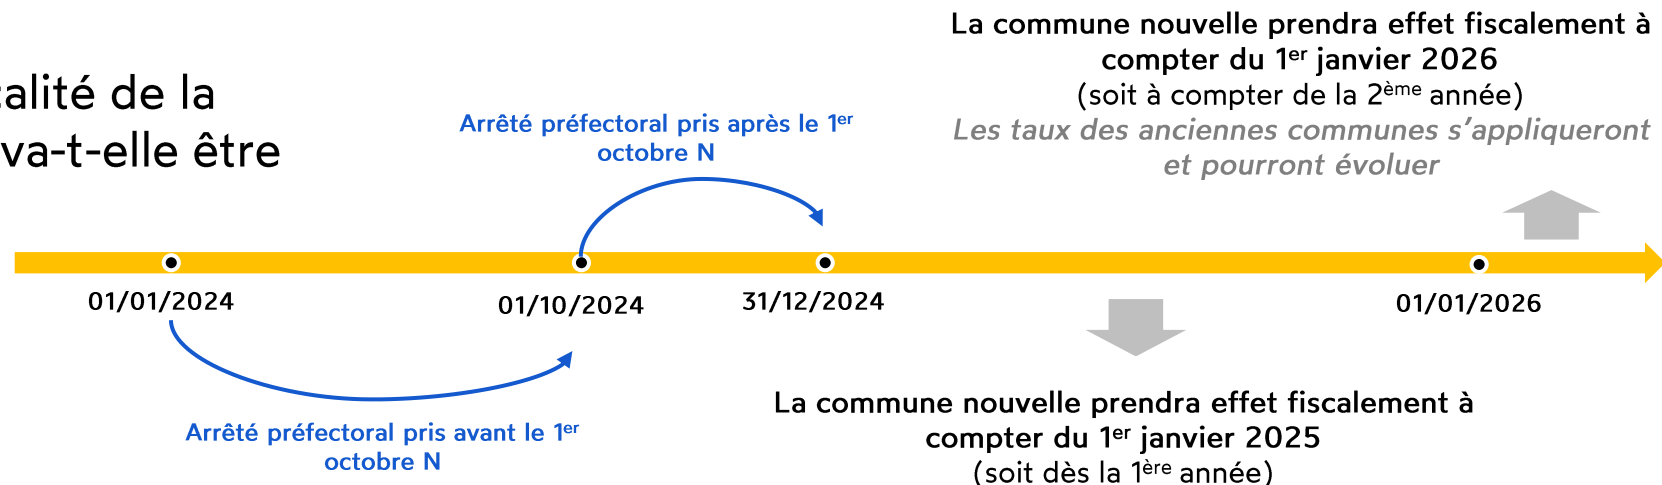 de la
va-t-elle être
La commune nouvelle prendra effet fiscalement à
compter du 1er janvier 2026
(soit à compter de la 2ème année)
Les taux des anciennes communes s’appliqueront
et pourront évoluer
Arrêté préfectoral pris après le 1er
octobre N
01/01/2024
01/10/2024
31/12/2024
01/01/2026
Arrêté préfectoral pris avant le 1er
octobre N
La commune nouvelle prendra effet fiscalement à
compter du 1er janvier 2025
(soit dès la 1ère année)